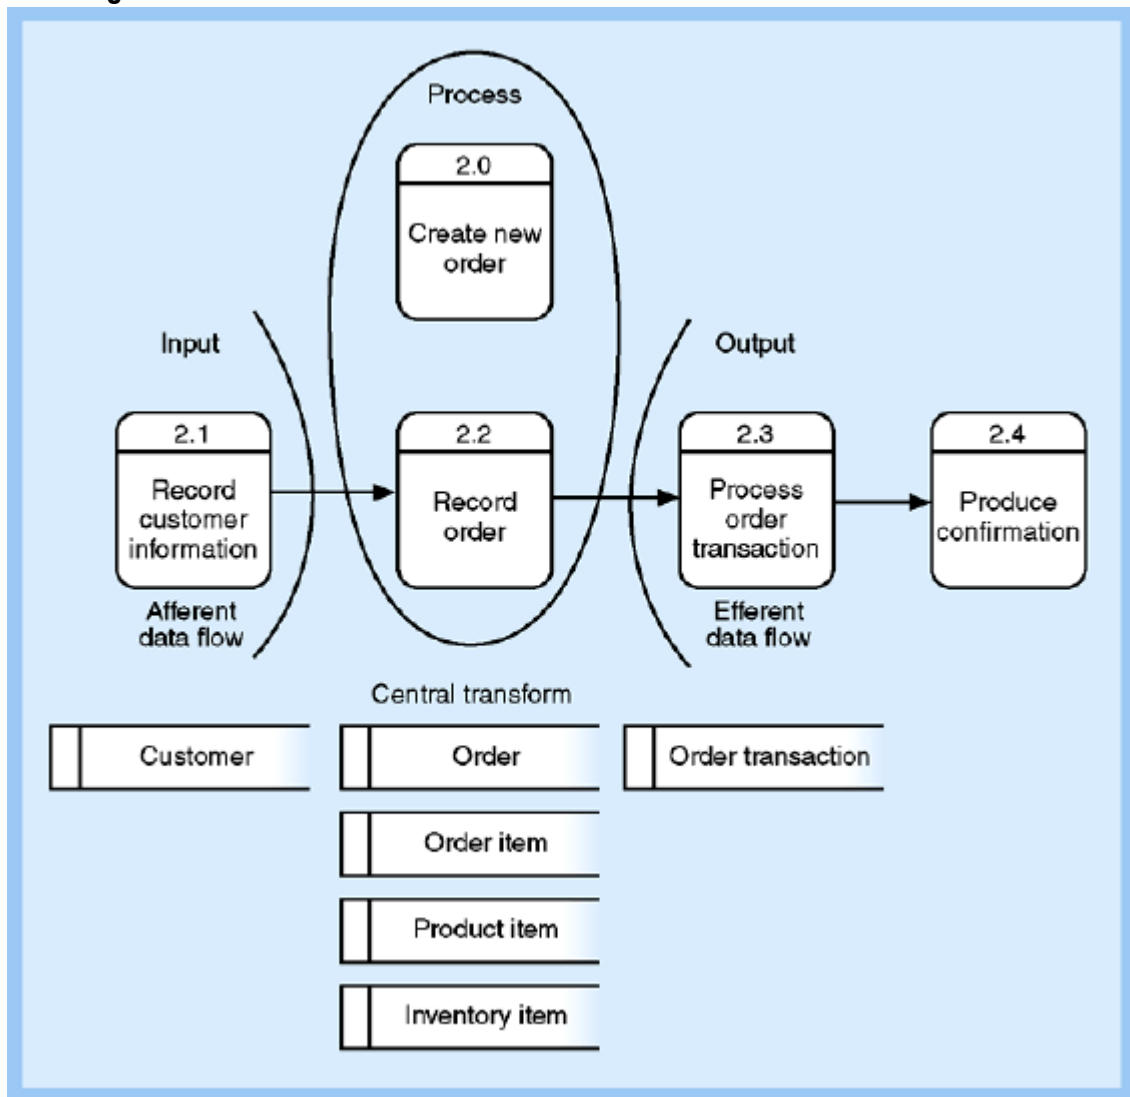 Process
2.0
Create new
order
Input
Output
2.1
Record
customer
information
2.2
Record
order
2.3
Process
order
transaction
2.4
Produce
confirmation
Afferent
data flow
Efferent
data flow
Central transform
Customer
Order
Order transaction
Order item
Product item
Inventory item